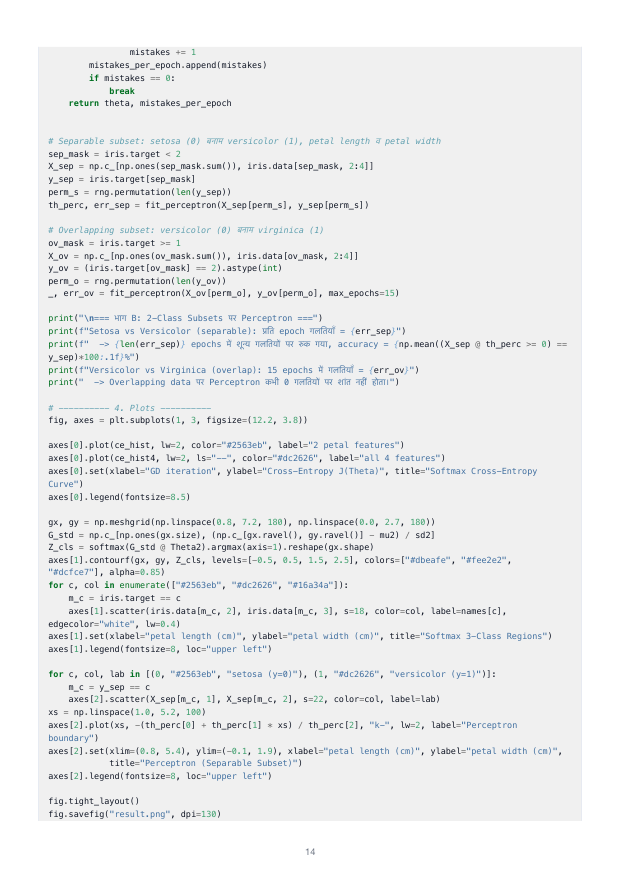 mistakes += 1
        mistakes_per_epoch.append(mistakes)
        if mistakes == 0:
            break
    return theta, mistakes_per_epoch
# Separable subset: setosa (0) बनाम versicolor (1), petal length व petal width
sep_mask = iris.target < 2
X_sep = np.c_[np.ones(sep_mask.sum()), iris.data[sep_mask, 2:4]]
y_sep = iris.target[sep_mask]
perm_s = rng.permutation(len(y_sep))
th_perc, err_sep = fit_perceptron(X_sep[perm_s], y_sep[perm_s])
# Overlapping subset: versicolor (0) बनाम virginica (1)
ov_mask = iris.target >= 1
X_ov = np.c_[np.ones(ov_mask.sum()), iris.data[ov_mask, 2:4]]
y_ov = (iris.target[ov_mask] == 2).astype(int)
perm_o = rng.permutation(len(y_ov))
_, err_ov = fit_perceptron(X_ov[perm_o], y_ov[perm_o], max_epochs=15)
print("\n=== भाग B: 2-Class Subsets पर Perceptron ===")
print(f"Setosa vs Versicolor (separable): प्रति epoch गलतियाँ = {err_sep}")
print(f"  -> {len(err_sep)} epochs में शून्य गलतियों पर रुक गया, accuracy = {np.mean((X_sep @ th_perc >= 0) ==
y_sep)*100:.1f}%")
print(f"Versicolor vs Virginica (overlap): 15 epochs में गलतियाँ = {err_ov}")
print("  -> Overlapping data पर Perceptron कभी 0 गलतियों पर शांत नहीं होता।")
# ---------- 4. Plots ----------
fig, axes = plt.subplots(1, 3, figsize=(12.2, 3.8))
axes[0].plot(ce_hist, lw=2, color="#2563eb", label="2 petal features")
axes[0].plot(ce_hist4, lw=2, ls="--", color="#dc2626", label="all 4 features")
axes[0].set(xlabel="GD iteration", ylabel="Cross-Entropy J(Theta)", title="Softmax Cross-Entropy
Curve")
axes[0].legend(fontsize=8.5)
gx, gy = np.meshgrid(np.linspace(0.8, 7.2, 180), np.linspace(0.0, 2.7, 180))
G_std = np.c_[np.ones(gx.size), (np.c_[gx.ravel(), gy.ravel()] - mu2) / sd2]
Z_cls = softmax(G_std @ Theta2).argmax(axis=1).reshape(gx.shape)
axes[1].contourf(gx, gy, Z_cls, levels=[-0.5, 0.5, 1.5, 2.5], colors=["#dbeafe", "#fee2e2",
"#dcfce7"], alpha=0.85)
for c, col in enumerate(["#2563eb", "#dc2626", "#16a34a"]):
    m_c = iris.target == c
    axes[1].scatter(iris.data[m_c, 2], iris.data[m_c, 3], s=18, color=col, label=names[c],
edgecolor="white", lw=0.4)
axes[1].set(xlabel="petal length (cm)", ylabel="petal width (cm)", title="Softmax 3-Class Regions")
axes[1].legend(fontsize=8, loc="upper left")
for c, col, lab in [(0, "#2563eb", "setosa (y=0)"), (1, "#dc2626", "versicolor (y=1)")]:
    m_c = y_sep == c
    axes[2].scatter(X_sep[m_c, 1], X_sep[m_c, 2], s=22, color=col, label=lab)
xs = np.linspace(1.0, 5.2, 100)
axes[2].plot(xs, -(th_perc[0] + th_perc[1] * xs) / th_perc[2], "k-", lw=2, label="Perceptron
boundary")
axes[2].set(xlim=(0.8, 5.4), ylim=(-0.1, 1.9), xlabel="petal length (cm)", ylabel="petal width (cm)",
            title="Perceptron (Separable Subset)")
axes[2].legend(fontsize=8, loc="upper left")
fig.tight_layout()
fig.savefig("result.png", dpi=130)
14